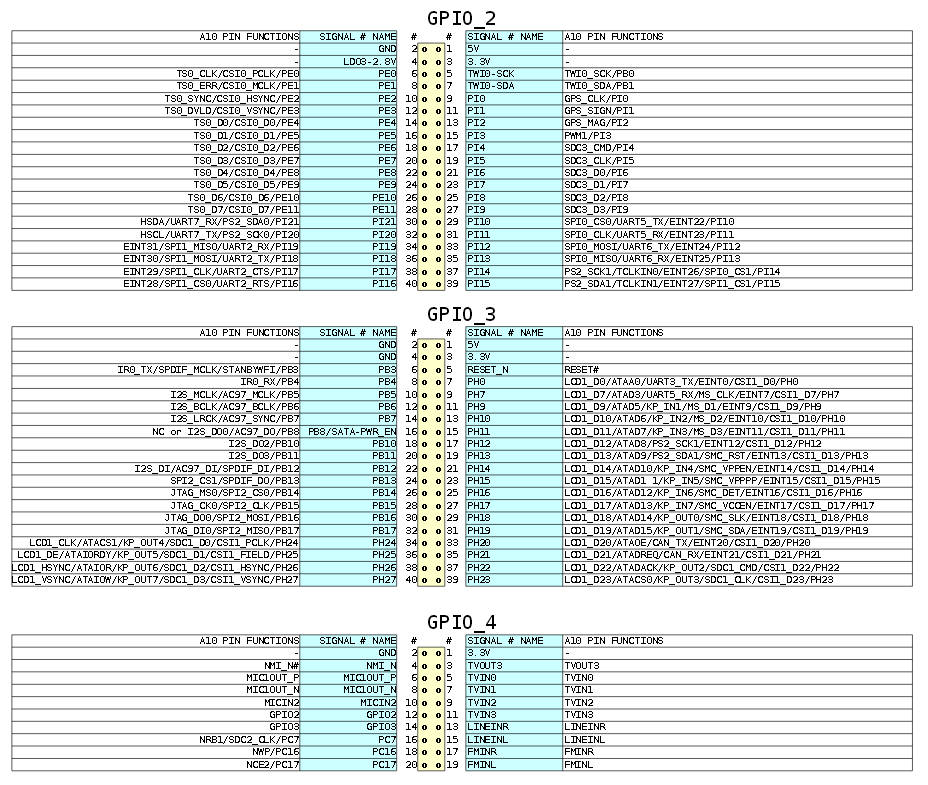 GPIO_2
A10 PIN FUNCTIONS SIGNAL # NAME # # SIGNAL # NAME A10 PIN FUNCTIONS
- GND 2 o o 1 5V -
- LDO3-2.8V 4 o o 3 3.3V -
TS0_CLK/CSI0_PCLK/PE0 PE0 6 o o 5 TWI0-SCK TWI0_SCK/PB0
TS0_ERR/CSI0_MCLK/PE1 PE1 8 o o 7 TWI0-SDA TWI0_SDA/PB1
TS0_SYNC/CSI0_HSYNC/PE2 PE2 10 o o 9 PI0 GPS_CLK/PI0
TS0_DVLD/CSI0_VSYNC/PE3 PE3 12 o o 11 PI1 GPS_SIGN/PI1
TS0_D0/CSI0_D0/PE4 PE4 14 o o 13 PI2 GPS_MAG/PI2
TS0_D1/CSI0_D1/PE5 PE5 16 o o 15 PI3 PWM1/PI3
TS0_D2/CSI0_D2/PE6 PE6 18 o o 17 PI4 SDC3_CMD/PI4
TS0_D3/CSI0_D3/PE7 PE7 20 o o 19 PI5 SDC3_CLK/PI5
TS0_D4/CSI0_D4/PE8 PE8 22 o o 21 PI6 SDC3_D0/PI6
TS0_D5/CSI0_D5/PE9 PE9 24 o o 23 PI7 SDC3_D1/PI7
TS0_D6/CSI0_D6/PE10 PE10 26 o o 25 PI8 SDC3_D2/PI8
TS0_D7/CSI0_D7/PE11 PE11 28 o o 27 PI9 SDC3_D3/PI9
HSDA/UART7_RX/PS2_SDA0/PI21 PI21 30 o o 29 PI10 SPI0_CS0/UART5_TX/EINT22/PI10
HSCL/UART7_TX/PS2_SCK0/PI20 PI20 32 o o 31 PI11 SPI0_CLK/UART5_RX/EINT23/PI11
EINT31/SPI1_MISO/UART2_RX/PI19 PI19 34 o o 33 PI12 SPI0_MOSI/UART6_TX/EINT24/PI12
EINT30/SPI1_MOSI/UART2_TX/PI18 PI18 36 o o 35 PI13 SPI0_MISO/UART6_RX/EINT25/PI13
EINT29/SPI1_CLK/UART2_CTS/PI17 PI17 38 o o 37 PI14 PS2_SCK1/TCLKIN0/EINT26/SPI0_CS1/PI14
EINT28/SPI1_CS0/UART2_RTS/PI16 PI16 40 o o 39 PI15 PS2_SDA1/TCLKIN1/EINT27/SPI1_CS1/PI15
GPIO_3
A10 PIN FUNCTIONS SIGNAL # NAME # # SIGNAL # NAME A10 PIN FUNCTIONS
- GND 2 o o 1 5V -
- GND 4 o o 3 3.3V -
IR0_TX/SPDIF_MCLK/STANBYWFI/PB3 PB3 6 o o 5 RESET_N RESET#
IR0_RX/PB4 PB4 8 o o 7 PH0 LCD1_D0/ATAA0/UART3_TX/EINT0/CSI1_D0/PH0
I2S_MCLK/AC97_MCLK/PB5 PB5 10 o o 9 PH7 LCD1_D7/ATAD3/UART5_RX/MS_CLK/EINT7/CSI1_D7/PH7
I2S_BCLK/AC97_BCLK/PB6 PB6 12 o o 11 PH9 LCD1_D9/ATAD5/KP_IN1/MS_D1/EINT9/CSI1_D9/PH9
I2S_LRCK/AC97_SYNC/PB7 PB7 14 o o 13 PH10 LCD1_D10/ATAD6/KP_IN2/MS_D2/EINT10/CSI1_D10/PH10
NC or I2S_DO0/AC97_DO/PB8 PB8/SATA-PWR_EN 16 o o 15 PH11 LCD1_D11/ATAD7/KP_IN3/MS_D3/EINT11/CSI1_D11/PH11
I2S_DO2/PB10 PB10 18 o o 17 PH12 LCD1_D12/ATAD8/PS2_SCK1/EINT12/CSI1_D12/PH12
I2S_DO3/PB11 PB11 20 o o 19 PH13 LCD1_D13/ATAD9/PS2_SDA1/SMC_RST/EINT13/CSI1_D13/PH13
I2S_DI/AC97_DI/SPDIF_DI/PB12 PB12 22 o o 21 PH14 LCD1_D14/ATAD10/KP_IN4/SMC_VPPEN/EINT14/CSI1_D14/PH14
SPI2_CS1/SPDIF_DO/PB13 PB13 24 o o 23 PH15 LCD1_D15/ATAD1 1/KP_IN5/SMC_VPPPP/EINT15/CSI1_D15/PH15
JTAG_MS0/SPI2_CS0/PB14 PB14 26 o o 25 PH16 LCD1_D16/ATAD12/KP_IN6/SMC_DET/EINT16/CSI1_D16/PH16
JTAG_CK0/SPI2_CLK/PB15 PB15 28 o o 27 PH17 LCD1_D17/ATAD13/KP_IN7/SMC_VCCEN/EINT17/CSI1_D17/PH17
JTAG_DO0/SPI2_MOSI/PB16 PB16 30 o o 29 PH18 LCD1_D18/ATAD14/KP_OUT0/SMC_SLK/EINT18/CSI1_D18/PH18
JTAG_DI0/SPI2_MISO/PB17 PB17 32 o o 31 PH19 LCD1_D19/ATAD15/KP_OUT1/SMC_SDA/EINT19/CSI1_D19/PH19
LCD1_CLK/ATACS1/KP_OUT4/SDC1_D0/CSI1_PCLK/PH24 PH24 34 o o 33 PH20 LCD1_D20/ATAOE/CAN_TX/EINT20/CSI1_D20/PH20
LCD1_DE/ATAIORDY/KP_OUT5/SDC1_D1/CSI1_FIELD/PH25 PH25 36 o o 35 PH21 LCD1_D21/ATADREQ/CAN_RX/EINT21/CSI1_D21/PH21
LCD1_HSYNC/ATAIOR/KP_OUT6/SDC1_D2/CSI1_HSYNC/PH26 PH26 38 o o 37 PH22 LCD1_D22/ATADACK/KP_OUT2/SDC1_CMD/CSI1_D22/PH22
LCD1_VSYNC/ATAIOW/KP_OUT7/SDC1_D3/CSI1_VSYNC/PH27 PH27 40 o o 39 PH23 LCD1_D23/ATACS0/KP_OUT3/SDC1_CLK/CSI1_D23/PH23
GPIO_4
A10 PIN FUNCTIONS SIGNAL # NAME # # SIGNAL # NAME A10 PIN FUNCTIONS
- GND 2 o o 1 3.3V -
NMI_N# NMI_N 4 o o 3 TVOUT3 TVOUT3
MIC1OUT_P MIC1OUT_P 6 o o 5 TVIN0 TVIN0
MIC1OUT_N MIC1OUT_N 8 o o 7 TVIN1 TVIN1
MICIN2 MICIN2 10 o o 9 TVIN2 TVIN2
GPIO2 GPIO2 12 o o 11 TVIN3 TVIN3
GPIO3 GPIO3 14 o o 13 LINEINR LINEINR
NRB1/SDC2_CLK/PC7 PC7 16 o o 15 LINEINL LINEINL
NWP/PC16 PC16 18 o o 17 FMINR FMINR
NCE2/PC17 PC17 20 o o 19 FMINL FMINL